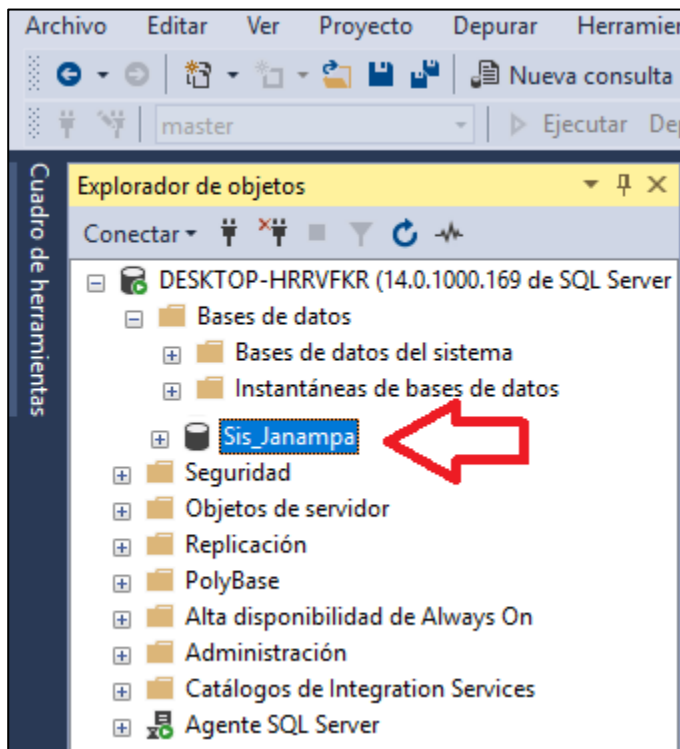 Archivo Editar Ver Proyecto Depurar Herramien
Nueva consulta
master Ejecutar Dep
Cuadro de herramientas
Explorador de objetos
Conectar
DESKTOP-HRRVFKR (14.0.1000.169 de SQL Server
Bases de datos
Bases de datos del sistema
Instantáneas de bases de datos
Sis_Janampa
Seguridad
Objetos de servidor
Replicación
PolyBase
Alta disponibilidad de Always On
Administración
Catálogos de Integration Services
Agente SQL Server